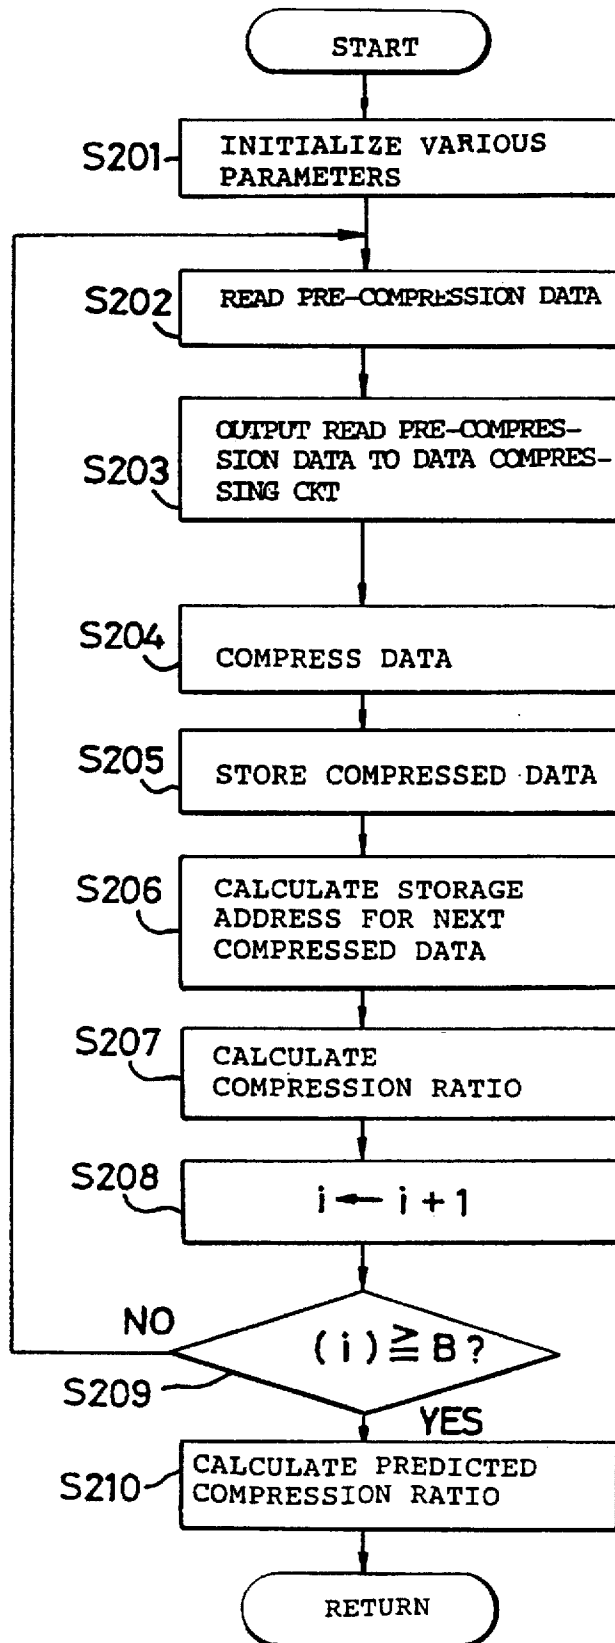 START
S201
INITIALIZE VARIOUS
PARAMETERS
S202
READ PRE-COMPRESSION DATA
S203
OUTPUT READ PRE-COMPRES-
SION DATA TO DATA COMPRES-
SING CKT
S204
COMPRESS DATA
S205
STORE COMPRESSED DATA
S206
CALCULATE STORAGE
ADDRESS FOR NEXT
COMPRESSED DATA
S207
CALCULATE
COMPRESSION RATIO
S208
i ← i + 1
NO
(i) ≧ B ?
S209
YES
S210
CALCULATE PREDICTED
COMPRESSION RATIO
RETURN